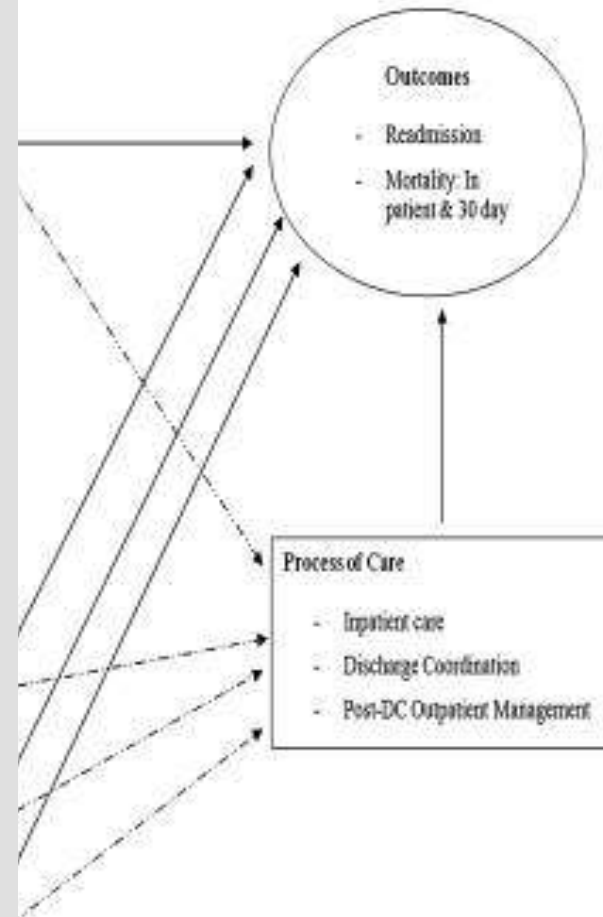 Outcomes
- Readmission
- Mortality: In
patient & 30 day
Process of Care
- Inpatient care
- Discharge Coordination
- Post-DC Outpatient Management